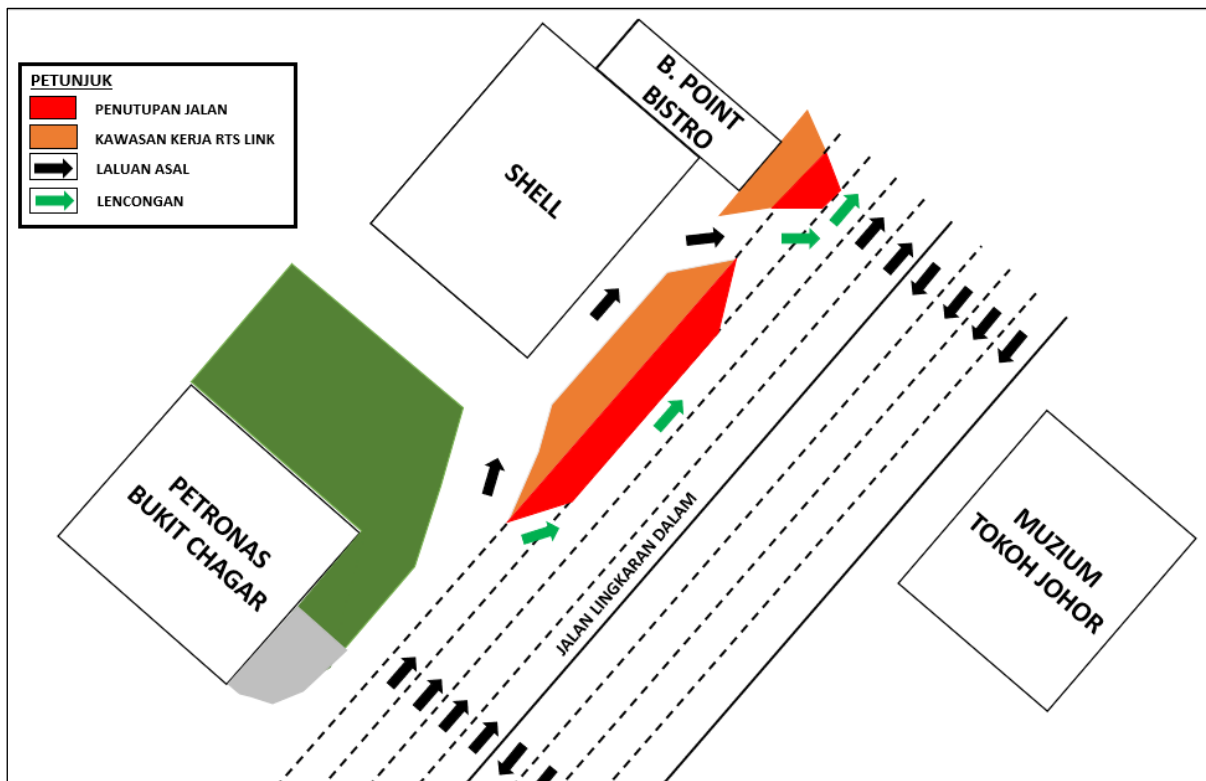 PETUNJUK
PENUTUPAN JALAN
KAWASAN KERJA RTS LINK
LALUAN ASAL
LENCONGAN
B. POINT
BISTRO
SHELL
PETRONAS
BUKIT CHAGAR
JALAN LINGKARAN DALAM
MUZIUM
TOKOH JOHOR